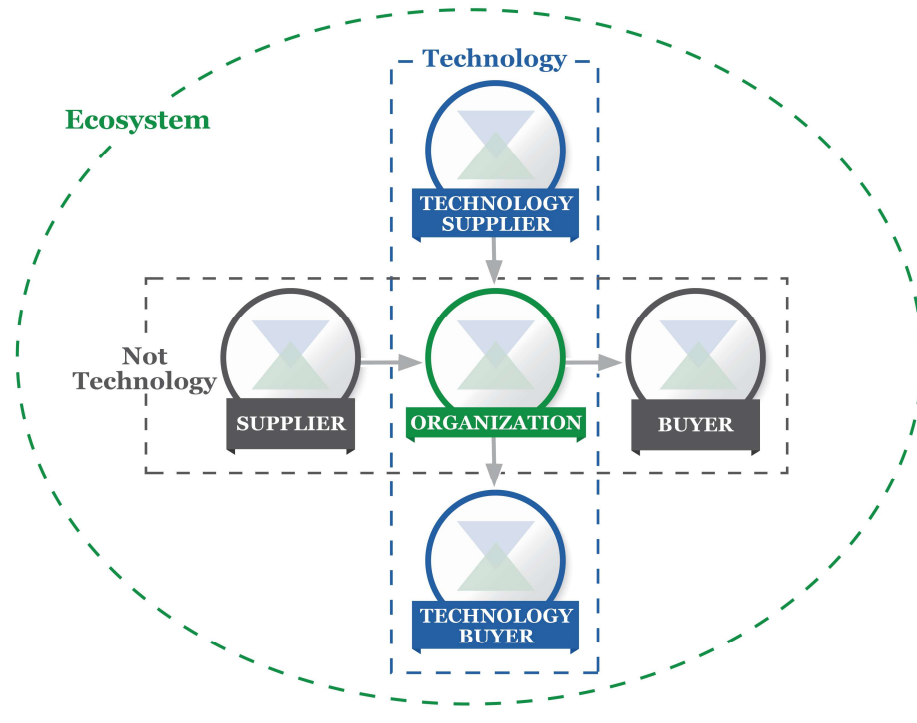 Technology
Ecosystem
TECHNOLOGY
SUPPLIER
Not
Technology
SUPPLIER
ORGANIZATION
BUYER
TECHNOLOGY
BUYER